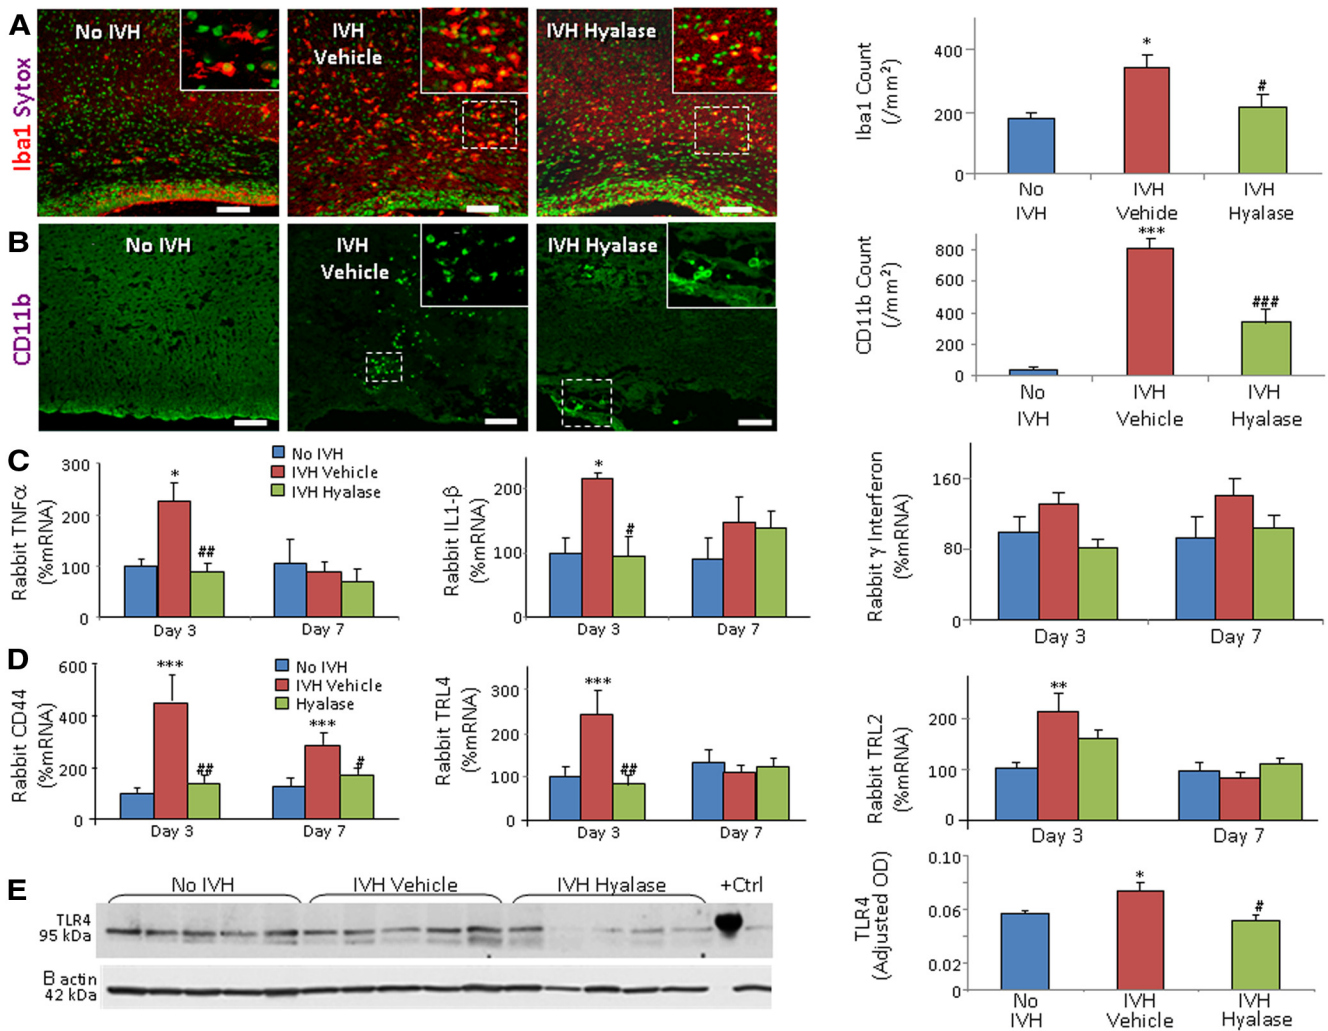 A
Iba1 Sytox
No IVH
IVH
Vehicle
IVH Hyalase
Iba1 Count
(/mm²)
400
200
0
*
#
No
IVH
IVH
Vehide
IVH
Hyalase
B
CD11b
No IVH
IVH
Vehicle
IVH Hyalase
CD11b Count
(/mm²)
800
600
400
200
0
***
###
No
IVH
IVH
Vehicle
IVH
Hyalase
C
Rabbit TNFα
(%mRNA)
300
200
100
0
*
##
Day 3
Day 7
No IVH
IVH Vehicle
IVH Hyalase
Rabbit IL1-β
(%mRNA)
200
100
0
*
#
Day 3
Day 7
Rabbit γ Interferon
(%mRNA)
160
80
0
Day 3
Day 7
D
Rabbit CD44
(%mRNA)
600
400
200
0
***
##
***
#
Day 3
Day 7
No IVH
IVH Vehicle
Hyalase
Rabbit TRL4
(%mRNA)
300
200
100
0
***
##
Day 3
Day 7
Rabbit TRL2
(%mRNA)
200
100
0
**
Day 3
Day 7
E
No IVH
IVH Vehicle
IVH Hyalase
+Ctrl
TLR4
95 kDa
B actin
42 kDa
TLR4
(Adjusted OD)
0.10
0.06
0.02
0
*
#
No
IVH
IVH
Vehicle
IVH
Hyalase